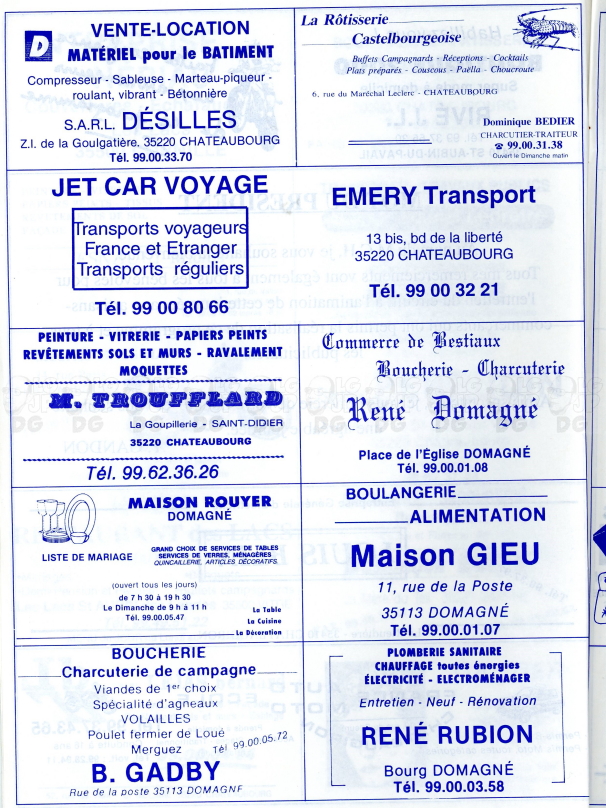 D
VENTE-LOCATION
MATÉRIEL pour le BATIMENT
Compresseur - Sableuse - Marteau-piqueur -
roulant, vibrant - Bétonnière
S.A.R.L. DÉSILLES
Z.I. de la Goulgatière, 35220 CHATEAUBOURG
Tél. 99.00.33.70
La Rôtisserie
Castelbourgeoise
Buffets Campagnards - Réceptions - Cocktails
Plats préparés - Couscous - Paëlla - Choucroute
6, rue du Maréchal Leclerc - CHATEAUBOURG
Dominique BEDIER
CHARCUTIER-TRAITEUR
☎ 99.00.31.38
Ouvert le Dimanche matin
JET CAR VOYAGE
Transports voyageurs
France et Etranger
Transports réguliers
Tél. 99 00 80 66
EMERY Transport
13 bis, bd de la liberté
35220 CHATEAUBOURG
Tél. 99 00 32 21
PEINTURE - VITRERIE - PAPIERS PEINTS
REVÊTEMENTS SOLS ET MURS - RAVALEMENT
MOQUETTES
M. TROUFFLARD
La Goupillerie - SAINT-DIDIER
35220 CHATEAUBOURG
Tél. 99.62.36.26
Commerce de Bestiaux
Boucherie - Charcuterie
René Domagné
Place de l'Église DOMAGNÉ
Tél. 99.00.01.08
MAISON ROUYER
DOMAGNÉ
LISTE DE MARIAGE
GRAND CHOIX DE SERVICES DE TABLES
SERVICES DE VERRES, MÉNAGÈRES
QUINCAILLERIE, ARTICLES DÉCORATIFS.
(ouvert tous les jours)
de 7 h 30 à 19 h 30
Le Dimanche de 9 h à 11 h
Tél. 99.00.05.47
La Table
La Cuisine
La Décoration
BOULANGERIE
ALIMENTATION
Maison GIEU
11, rue de la Poste
35113 DOMAGNÉ
Tél. 99.00.01.07
BOUCHERIE
Charcuterie de campagne
Viandes de 1er choix
Spécialité d'agneaux
VOLAILLES
Poulet fermier de Loué
Merguez Tél 99.00.05.72
B. GADBY
Rue de la poste 35113 DOMAGNÉ
PLOMBERIE SANITAIRE
CHAUFFAGE toutes énergies
ÉLECTRICITÉ - ELECTROMÉNAGER
Entretien - Neuf - Rénovation
RENÉ RUBION
Bourg DOMAGNÉ
Tél. 99.00.03.58